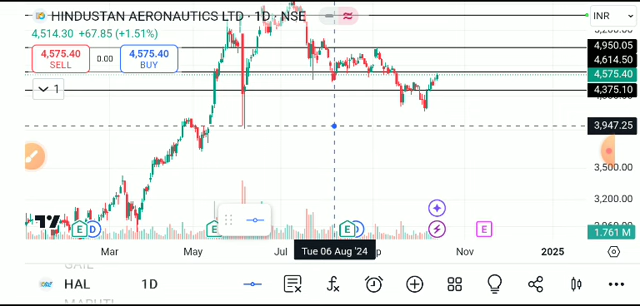 HINDUSTAN AERONAUTICS LTD · 1D · NSE
INR
4,514.30 +67.85 (+1.51%)
4,575.40 SELL
0.00
4,575.40 BUY
1
4,950.05
4,614.50
4,575.40
4,375.10
3,947.25
3,500.00
3,200.00
1.761 M
E D E E D E
Tue 06 Aug '24
Mar May Jul Nov 2025
HAL 1D